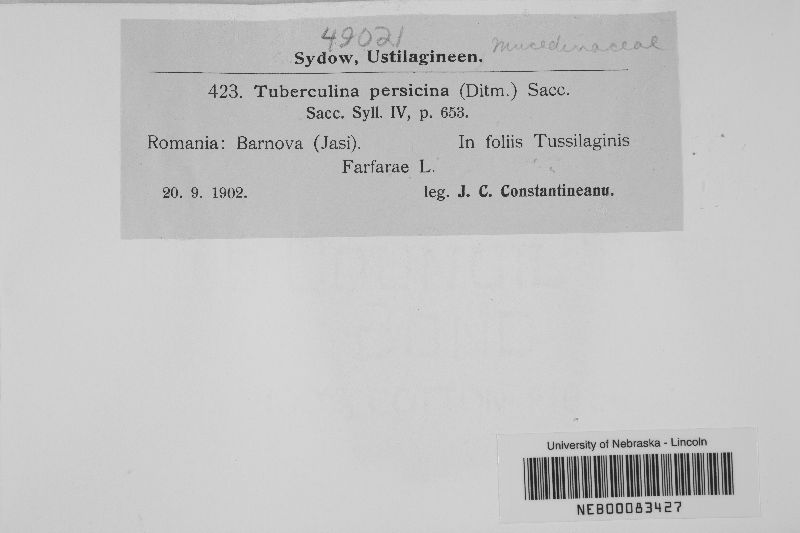 49021
Mucedinaceae
Sydow, Ustilagineen.
423. Tuberculina persicina (Ditm.) Sacc.
Sacc. Syll. IV, p. 653.
Romania: Barnova (Jasi). In foliis Tussilaginis
Farfarae L.
20. 9. 1902. leg. J. C. Constantineanu.
University of Nebraska - Lincoln
NEB00083427